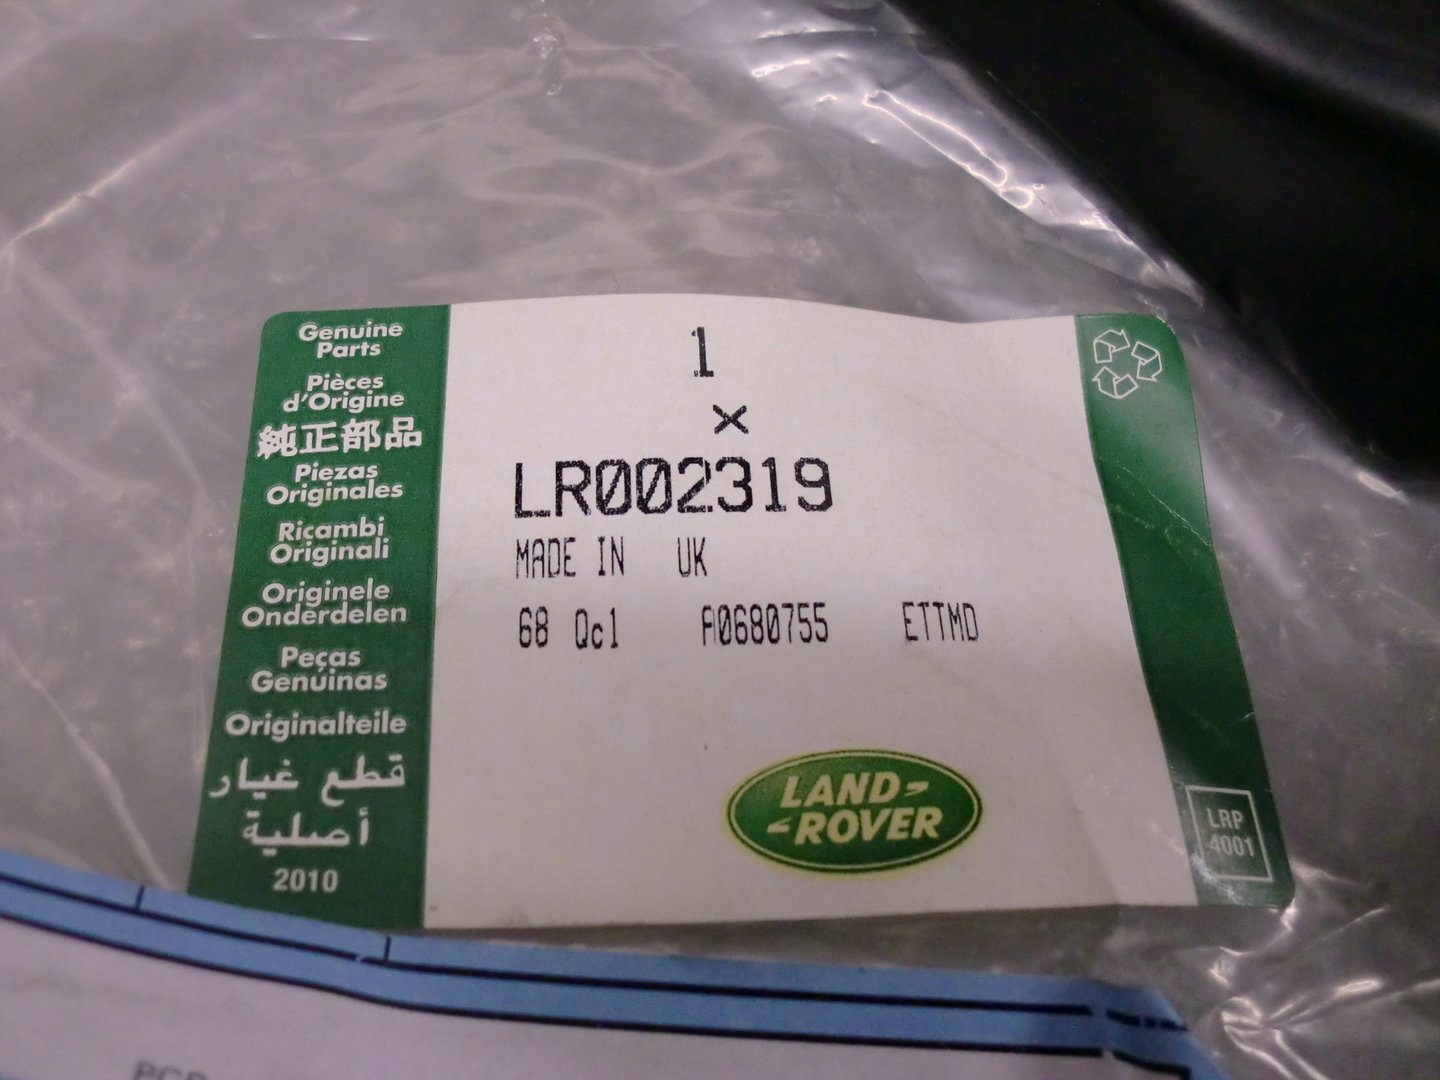 Genuine
Parts
Pièces
d'Origine
純正部品
Piezas
Originales
Ricambi
Originali
Originele
Onderdelen
Peças
Genúinas
Originalteile
قطع غيار
أصلية
2010
1
×
LR002319
MADE IN UK
68 Qc1 A0680755 ETTMD
LAND-
-ROVER
LRP
4001